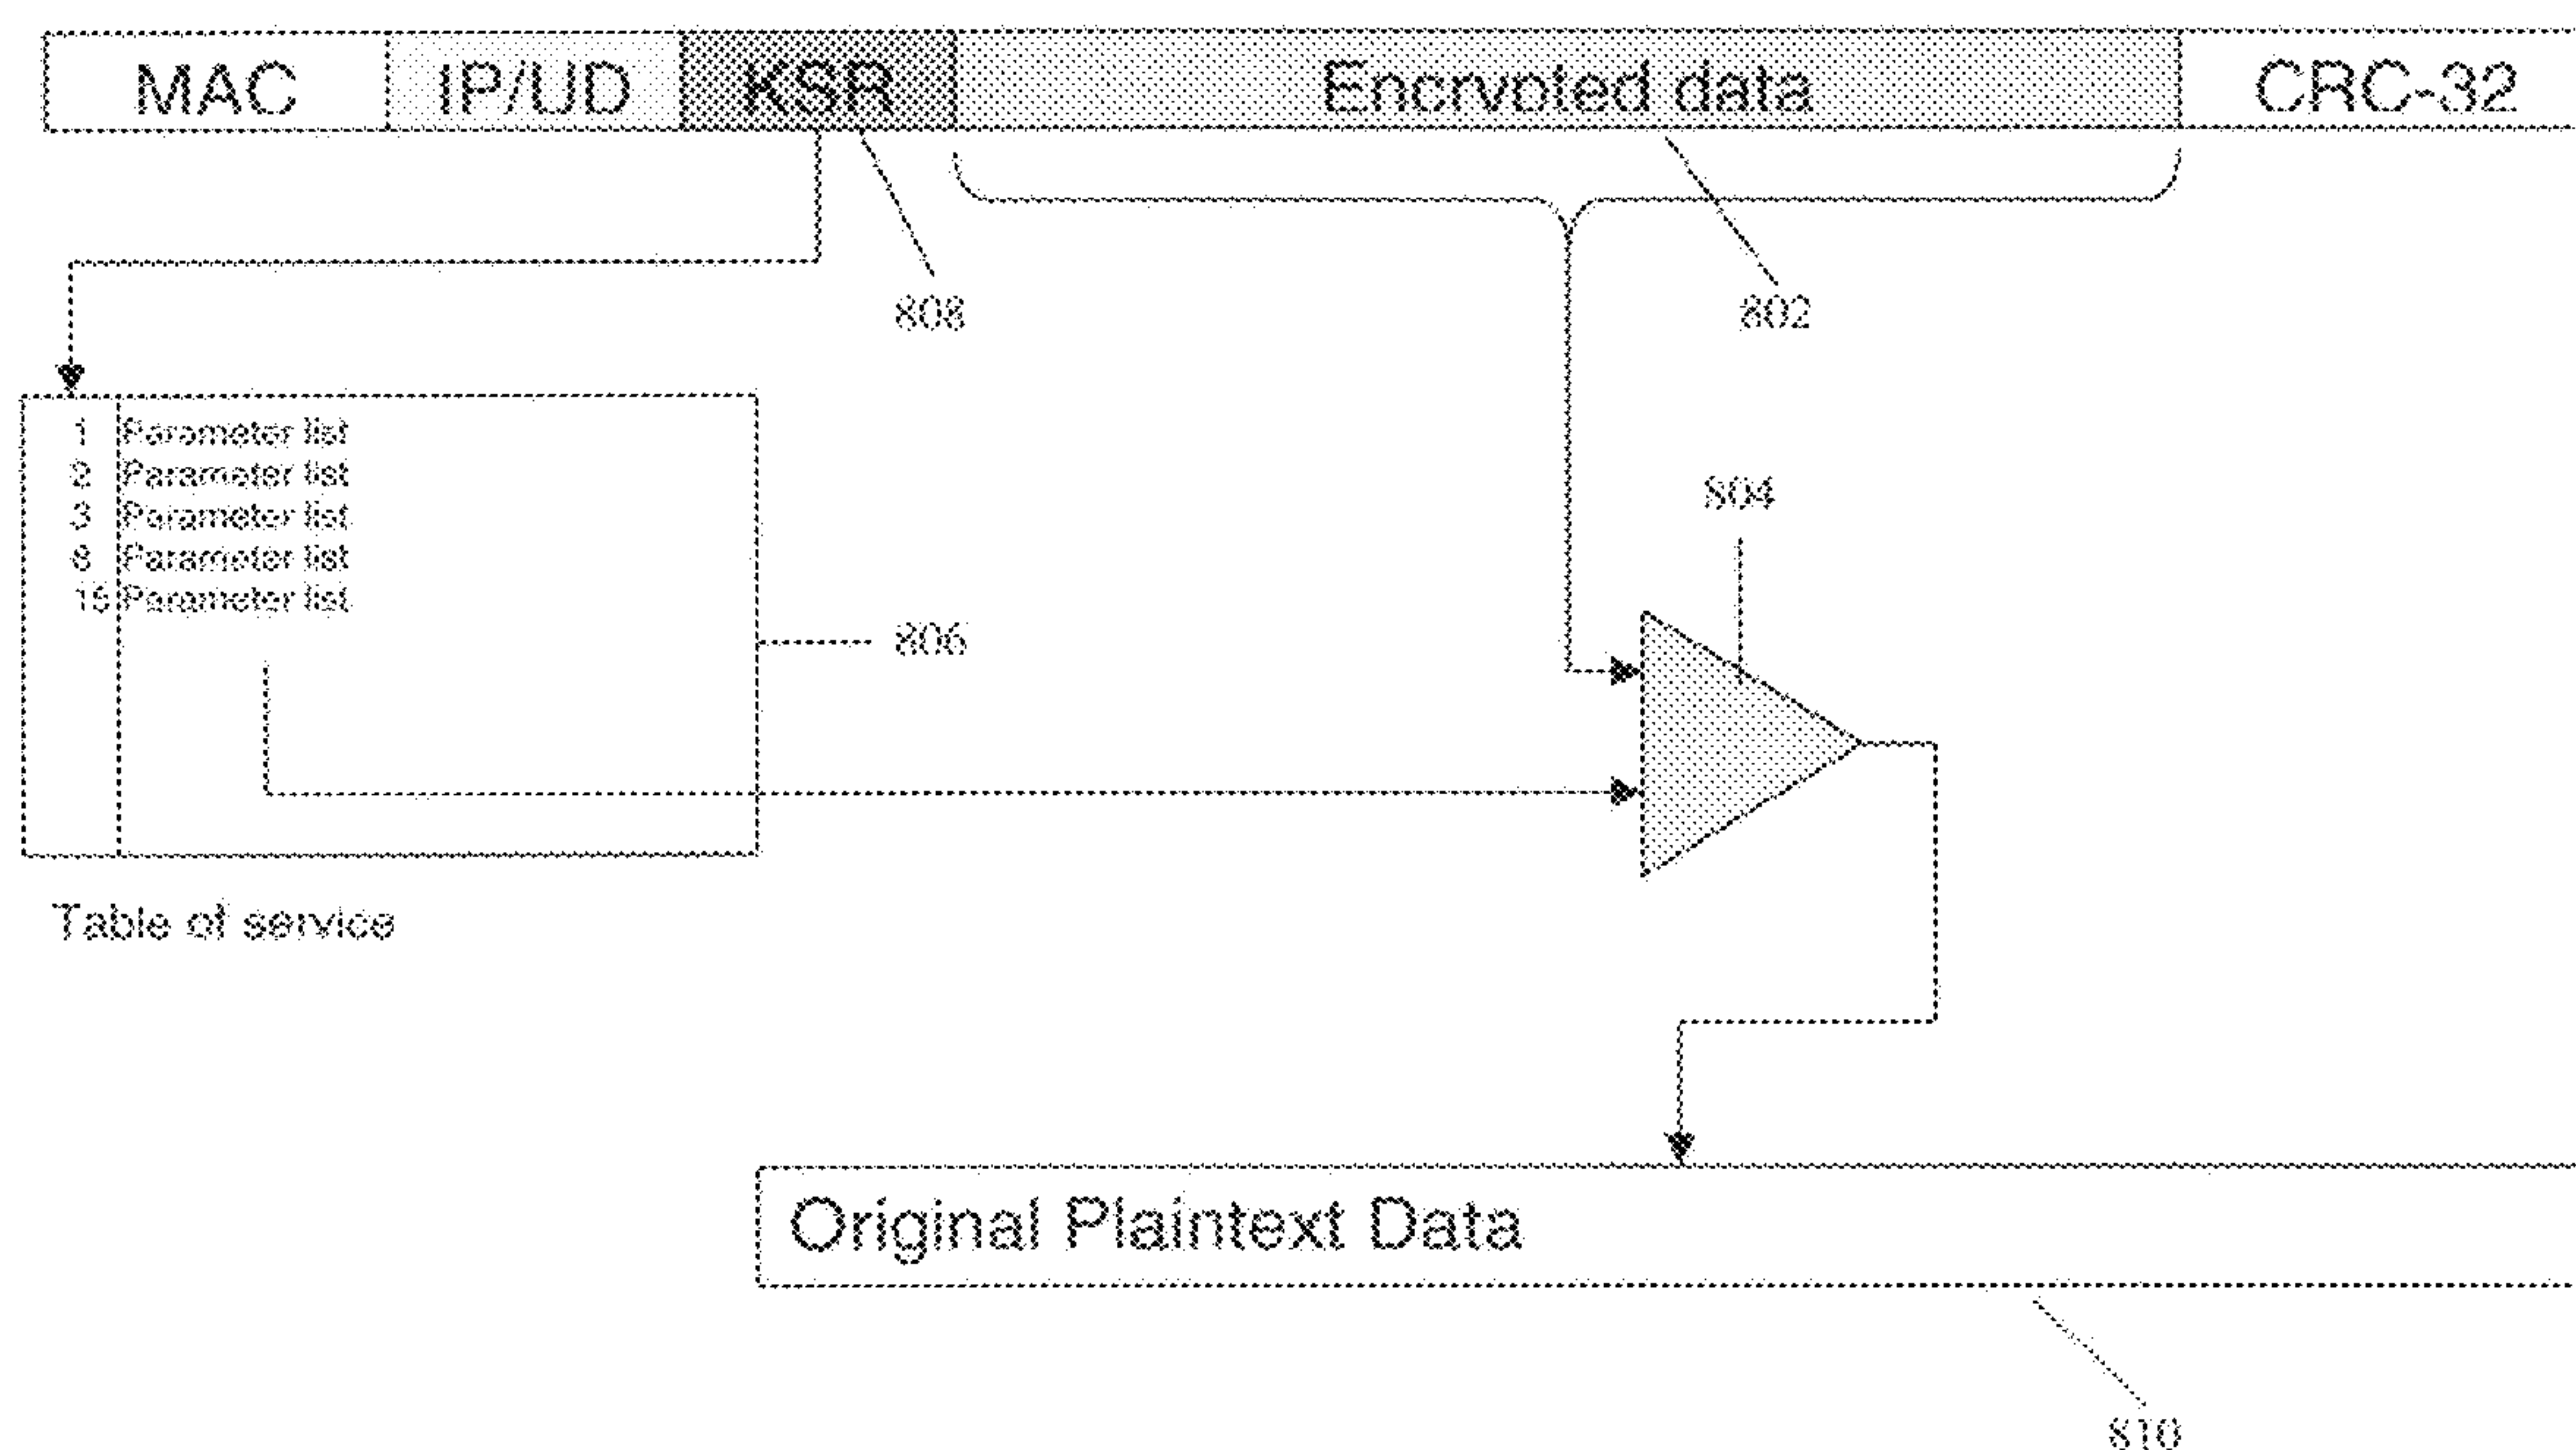 MAC IP/UD KSR Encrypted data CRC-32
808 802
1 Parameter list
2 Parameter list
3 Parameter list
6 Parameter list
15 Parameter list
804
806
Table of service
Original Plaintext Data
810